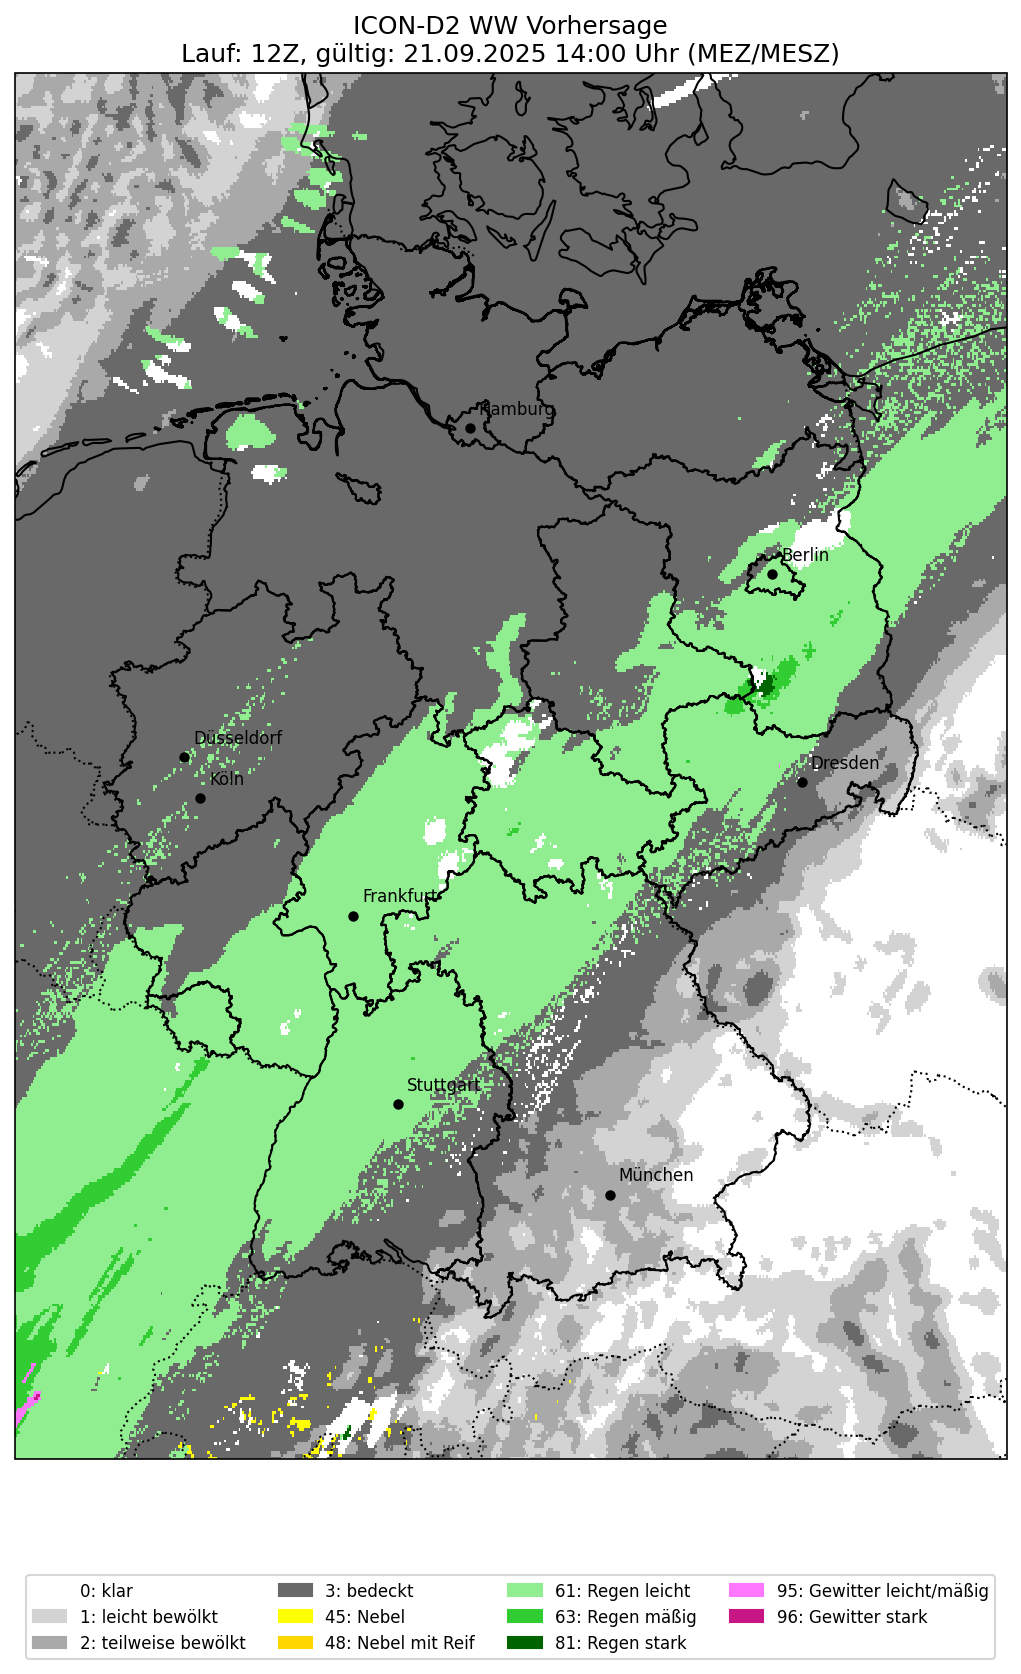 ICON-D2 WW Vorhersage
Lauf: 12Z, gültig: 21.09.2025 14:00 Uhr (MEZ/MESZ)
Hamburg
Berlin
Düsseldorf
Dresden
Köln
Frankfurt
Stuttgart
München
0: klar
1: leicht bewölkt
2: teilweise bewölkt
3: bedeckt
45: Nebel
48: Nebel mit Reif
61: Regen leicht
63: Regen mäßig
81: Regen stark
95: Gewitter leicht/mäßig
96: Gewitter stark